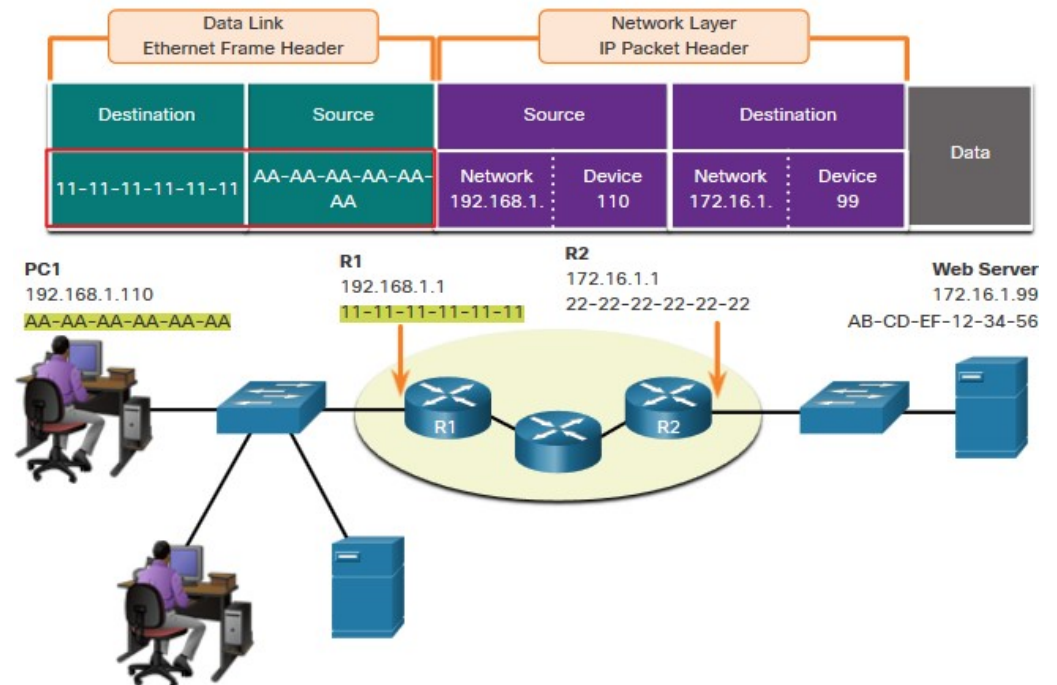 Data Link
Ethernet Frame Header
Network Layer
IP Packet Header
Destination
Source
Source
Destination
Data
11-11-11-11-11-11
AA-AA-AA-AA-AA-
AA
Network
192.168.1.
Device
110
Network
172.16.1.
Device
99
PC1
192.168.1.110
AA-AA-AA-AA-AA-AA
R1
192.168.1.1
11-11-11-11-11-11
R2
172.16.1.1
22-22-22-22-22-22
Web Server
172.16.1.99
AB-CD-EF-12-34-56
R1
R2